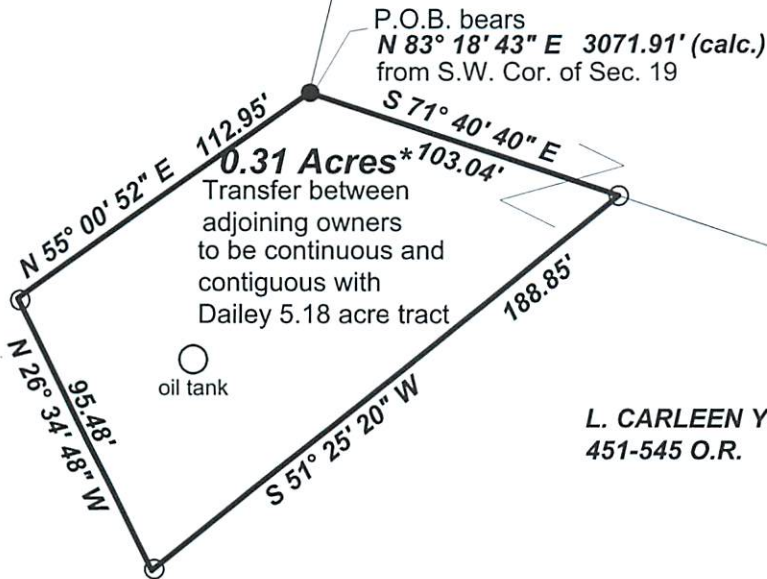 P.O.B. bears
N 83° 18' 43" E 3071.91' (calc.)
from S.W. Cor. of Sec. 19
S 71° 40' 40" E
103.04'
N 55° 00' 52" E 112.95'
0.31 Acres*
Transfer between
adjoining owners
to be continuous and
contiguous with
Dailey 5.18 acre tract
188.85'
S 51° 25' 20" W
95.48'
N 26° 34' 48" W
oil tank
L. CARLEEN Y
451-545 O.R.